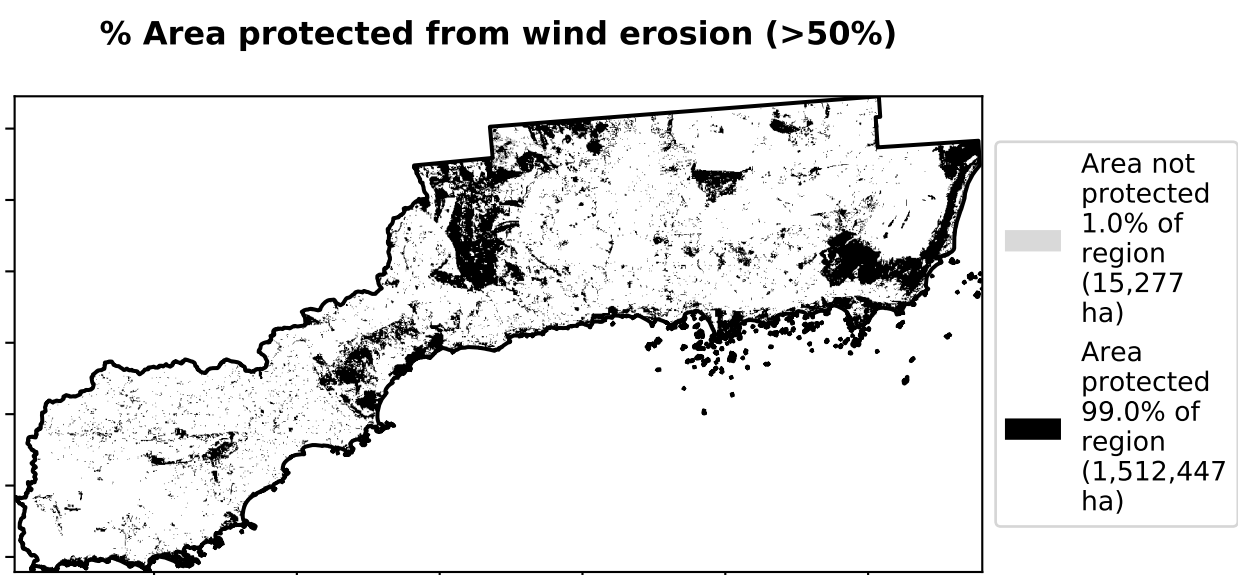 % Area protected from wind erosion (>50%)
Area not
protected
1.0% of
region
(15,277
ha)
Area
protected
99.0% of
region
(1,512,447
ha)